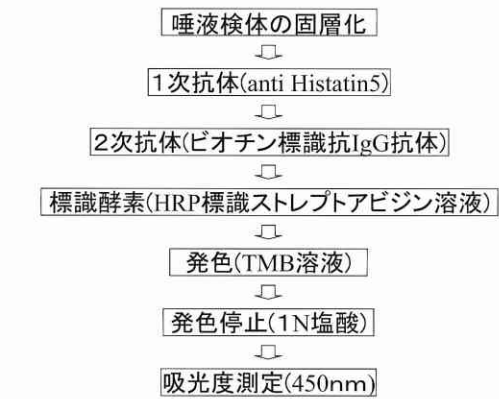 唾液検体の固層化
1次抗体(anti Histatin5)
2次抗体(ビオチン標識抗IgG抗体)
標識酵素(HRP標識ストレプトアビジン溶液)
発色(TMB溶液)
発色停止(1N塩酸)
吸光度測定(450nm)